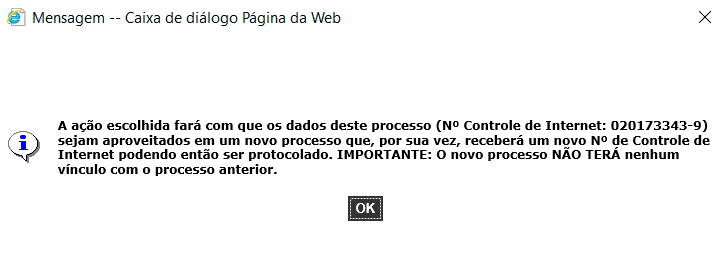 Mensagem -- Caixa de diálogo Página da Web
A ação escolhida fará com que os dados deste processo (Nº Controle de Internet: 020173343-9)
sejam aproveitados em um novo processo que, por sua vez, receberá um novo Nº de Controle de
Internet podendo então ser protocolado. IMPORTANTE: O novo processo NÃO TERÁ nenhum
vínculo com o processo anterior.
OK